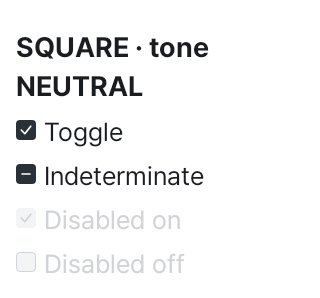 SQUARE · tone
NEUTRAL
Toggle
Indeterminate
Disabled on
Disabled off